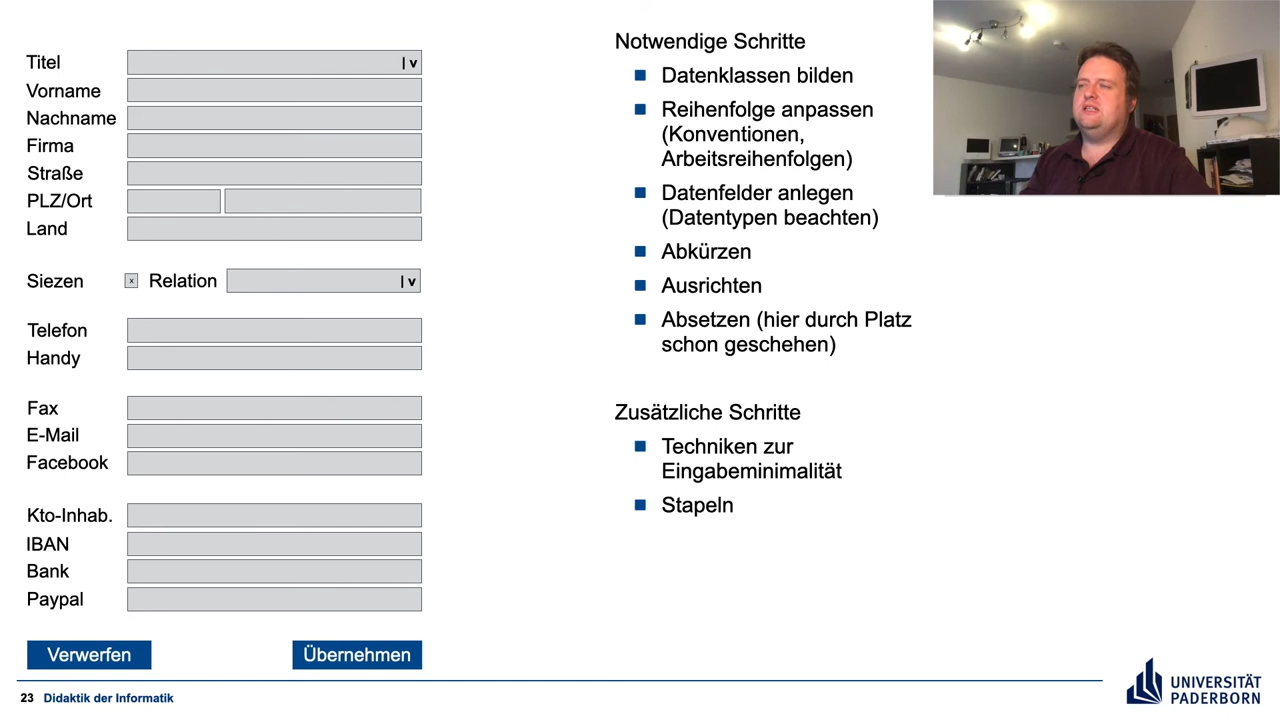 Titel | v
Vorname
Nachname
Firma
Straße
PLZ/Ort
Land
Siezen x Relation | v
Telefon
Handy
Fax
E-Mail
Facebook
Kto-Inhab.
IBAN
Bank
Paypal
Verwerfen Übernehmen
Notwendige Schritte
Datenklassen bilden
Reihenfolge anpassen
(Konventionen,
Arbeitsreihenfolgen)
Datenfelder anlegen
(Datentypen beachten)
Abkürzen
Ausrichten
Absetzen (hier durch Platz
schon geschehen)
Zusätzliche Schritte
Techniken zur
Eingabeminimalität
Stapeln
23 Didaktik der Informatik
UNIVERSITÄT
PADERBORN